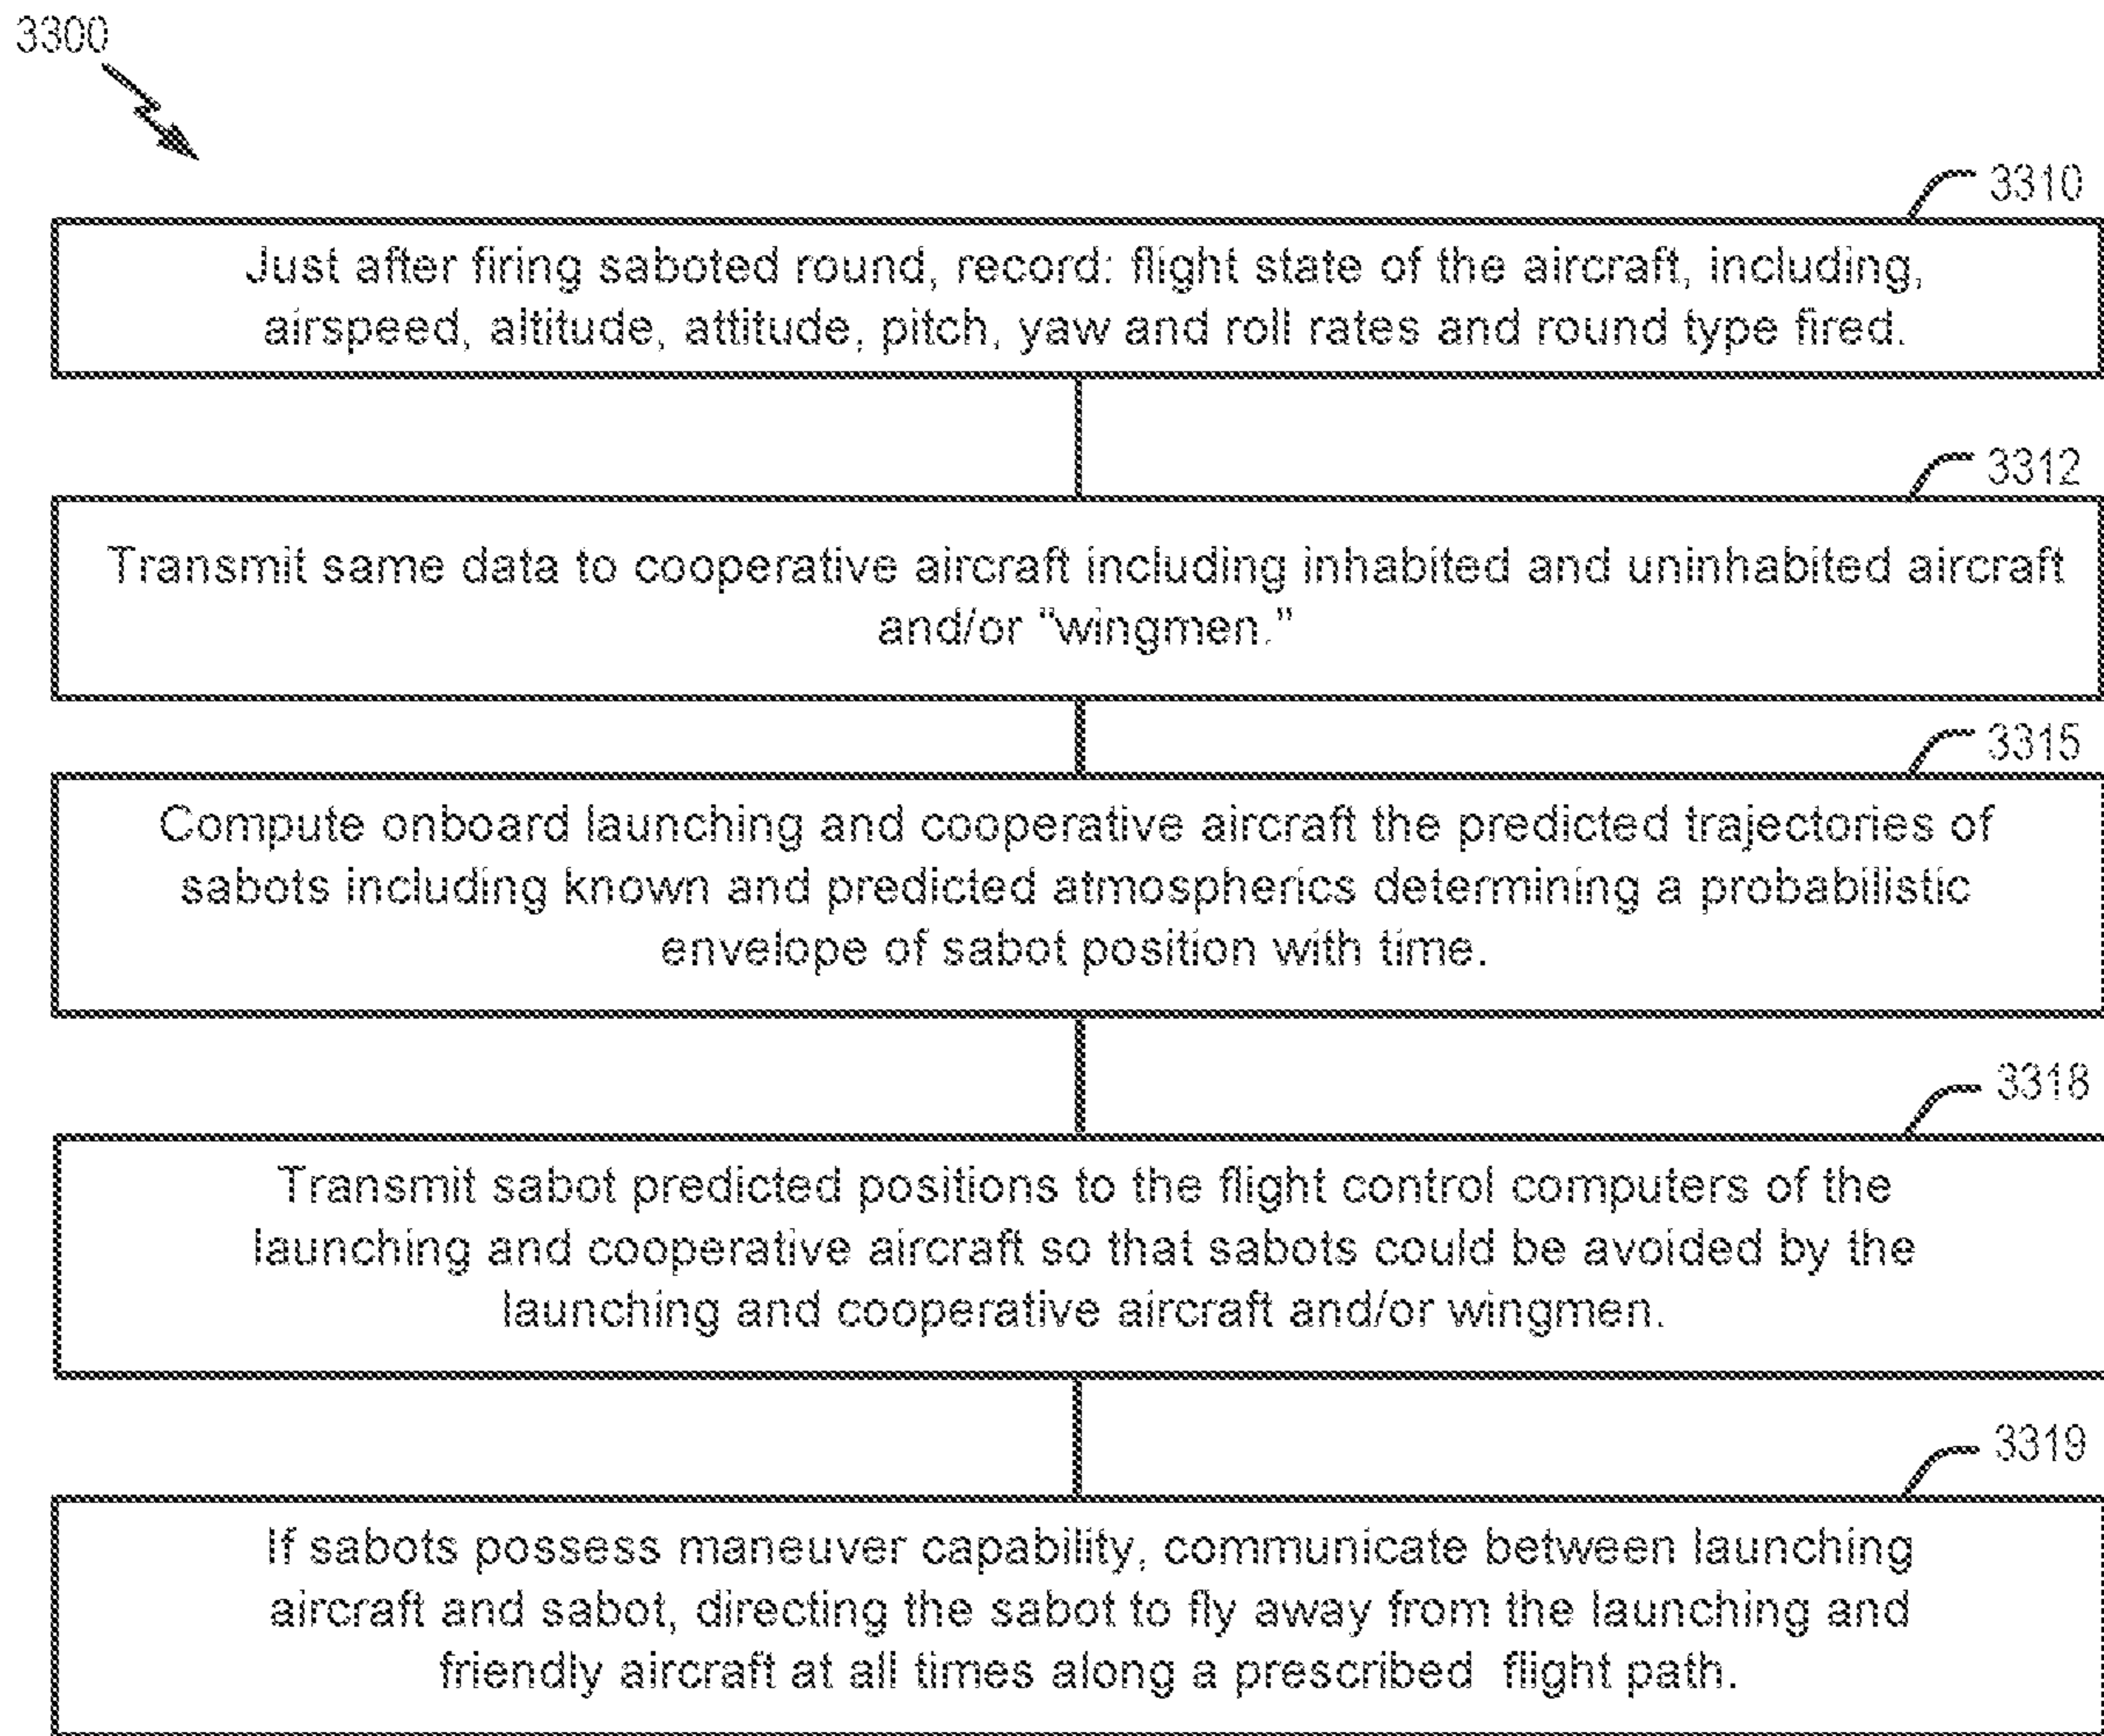 3300
3310
Just after firing saboted round, record: flight state of the aircraft, including,
airspeed, altitude, attitude, pitch, yaw and roll rates and round type fired.
3312
Transmit same data to cooperative aircraft including inhabited and uninhabited aircraft
and/or "wingmen."
3315
Compute onboard launching and cooperative aircraft the predicted trajectories of
sabots including known and predicted atmospherics determining a probabilistic
envelope of sabot position with time.
3318
Transmit sabot predicted positions to the flight control computers of the
launching and cooperative aircraft so that sabots could be avoided by the
launching and cooperative aircraft and/or wingmen.
3319
If sabots possess maneuver capability, communicate between launching
aircraft and sabot, directing the sabot to fly away from the launching and
friendly aircraft at all times along a prescribed flight path.